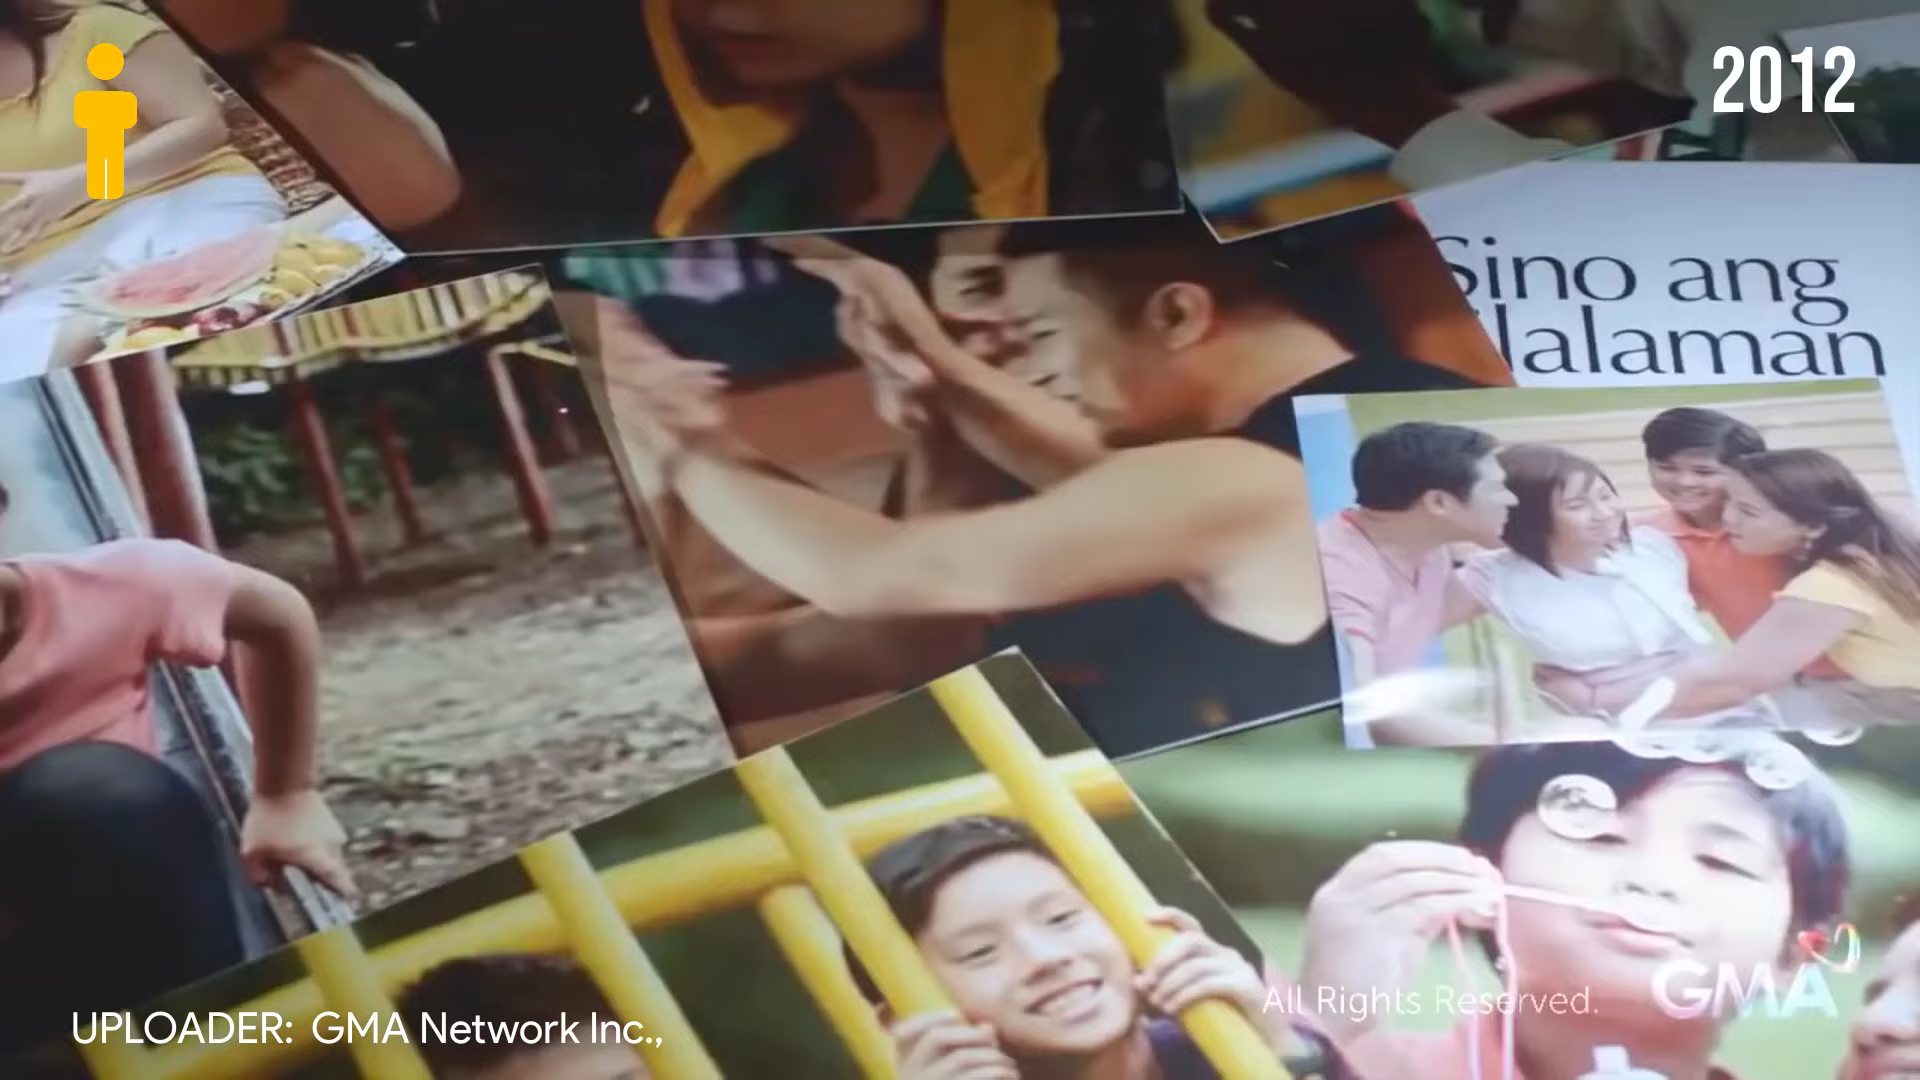 2012
Sino ang
lalaman
All Rights Reserved.
GMA
UPLOADER: GMA Network Inc.,